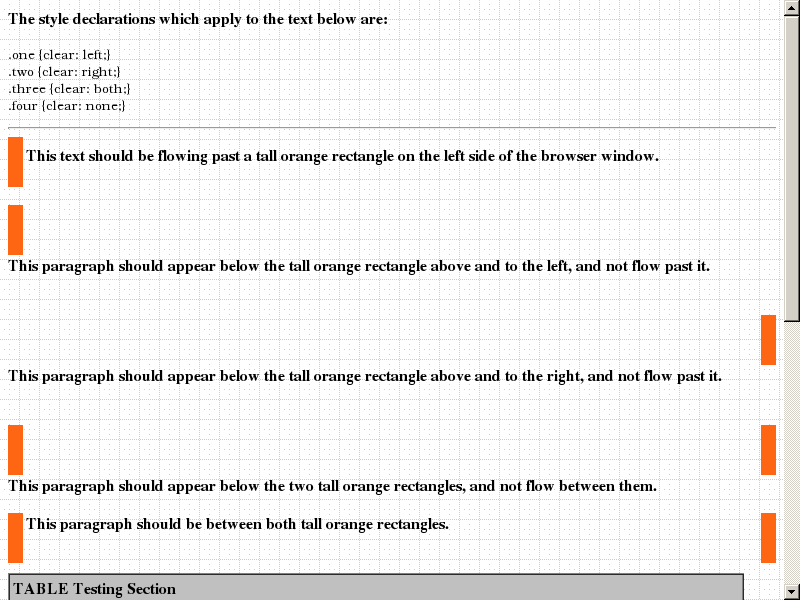 The style declarations which apply to the text below are:
.one {clear: left;}
.two {clear: right;}
.three {clear: both;}
.four {clear: none;}
This text should be flowing past a tall orange rectangle on the left side of the browser window.
This paragraph should appear below the tall orange rectangle above and to the left, and not flow past it.
This paragraph should appear below the tall orange rectangle above and to the right, and not flow past it.
This paragraph should appear below the two tall orange rectangles, and not flow between them.
This paragraph should be between both tall orange rectangles.
TABLE Testing Section